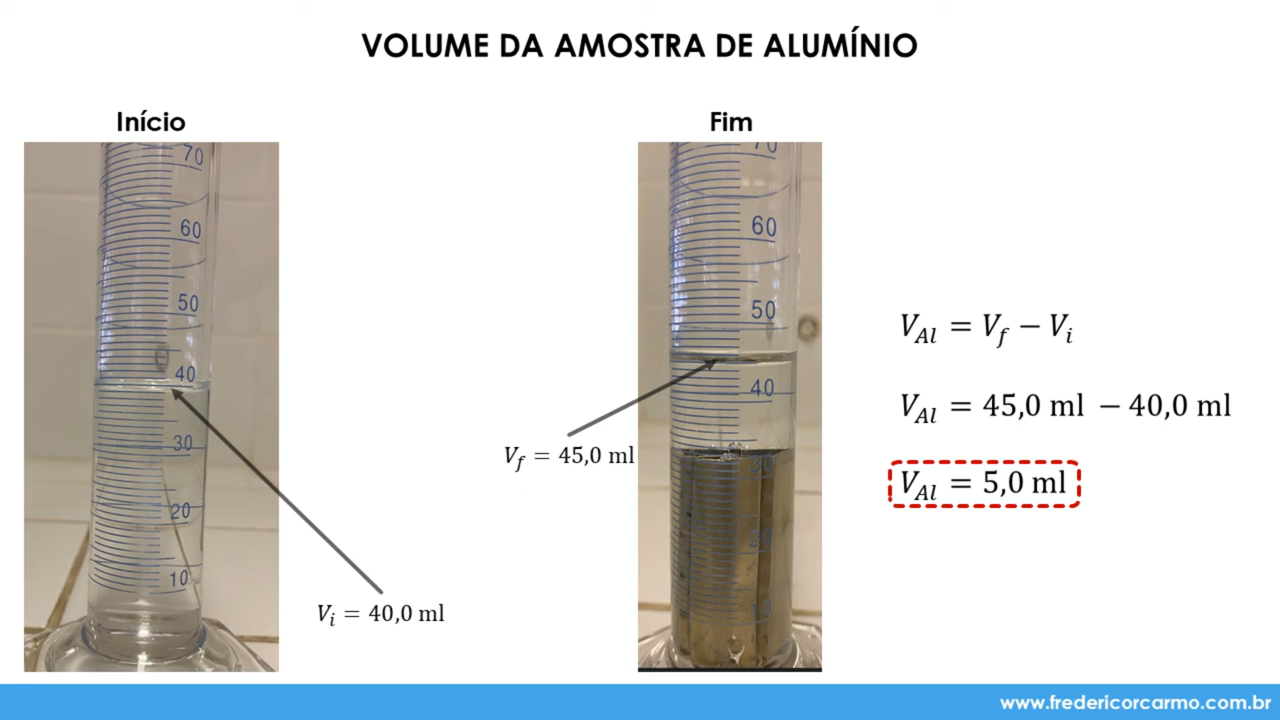 VOLUME DA AMOSTRA DE ALUMÍNIO
Início
70
60
50
40
30
20
10
V_i = 40,0 ml
Fim
70
60
50
40
30
20
10
V_f = 45,0 ml
V_Al = V_f − V_i
V_Al = 45,0 ml − 40,0 ml
V_Al = 5,0 ml
www.fredericorcarmo.com.br